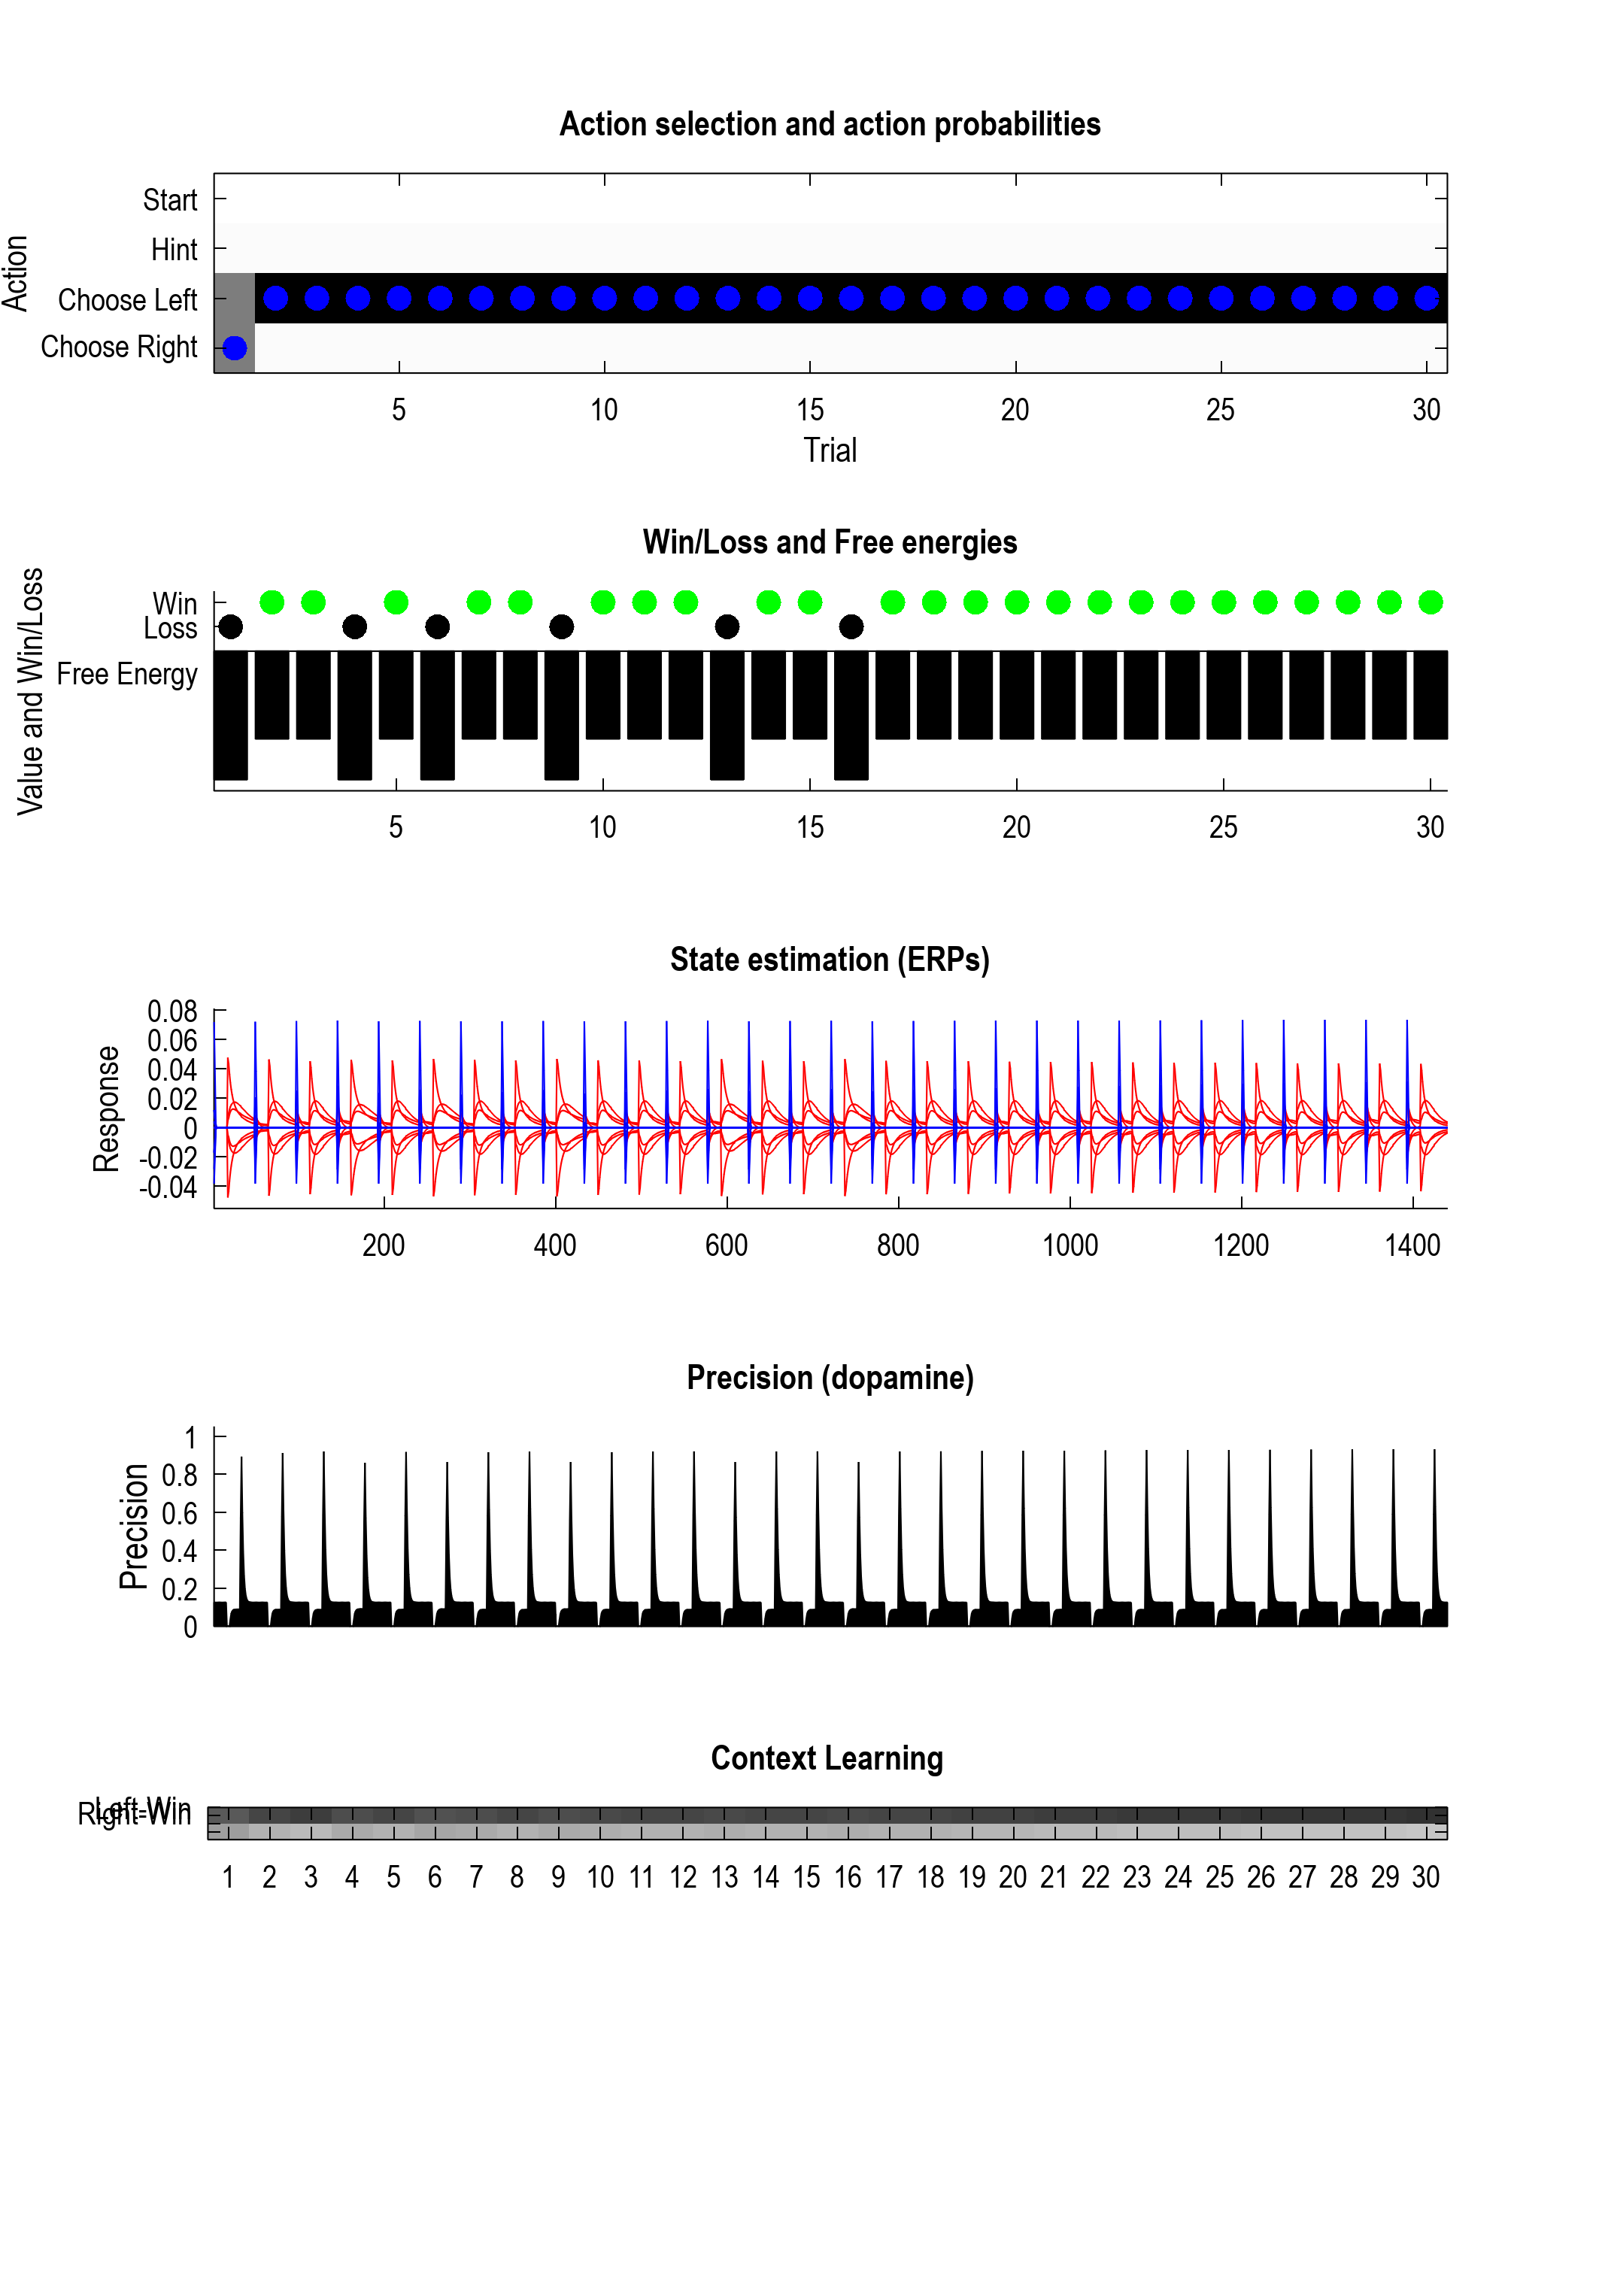 Action selection and action probabilities
Action
Start
Hint
Choose Left
Choose Right
5 10 15 20 25 30
Trial
Win/Loss and Free energies
Value and Win/Loss
Win
Loss
Free Energy
5 10 15 20 25 30
State estimation (ERPs)
Response
0.08
0.06
0.04
0.02
0
-0.02
-0.04
200 400 600 800 1000 1200 1400
Precision (dopamine)
Precision
1
0.8
0.6
0.4
0.2
0
Context Learning
Left-Win
Right-Win
1 2 3 4 5 6 7 8 9 10 11 12 13 14 15 16 17 18 19 20 21 22 23 24 25 26 27 28 29 30